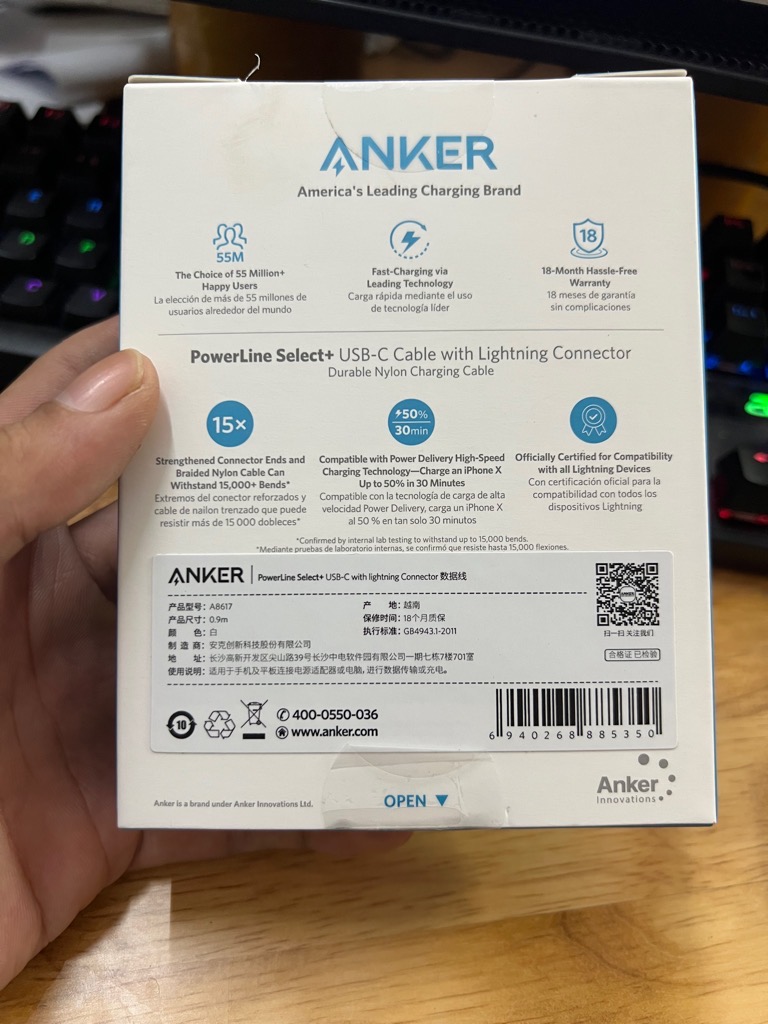 ANKER
America's Leading Charging Brand
55M
The Choice of 55 Million+
Happy Users
La elección de más de 55 millones de
usuarios alrededor del mundo
Fast-Charging via
Leading Technology
Carga rápida mediante el uso
de tecnología líder
18
18-Month Hassle-Free
Warranty
18 meses de garantía
sin complicaciones
PowerLine Select+ USB-C Cable with Lightning Connector
Durable Nylon Charging Cable
15×
Strengthened Connector Ends and
Braided Nylon Cable Can
Withstand 15,000+ Bends*
Extremos del conector reforzados y
cable de nailon trenzado que puede
resistir más de 15 000 dobleces*
50%
30min
Compatible with Power Delivery High-Speed
Charging Technology—Charge an iPhone X
Up to 50% in 30 Minutes
Compatible con la tecnología de carga de alta
velocidad Power Delivery, carga un iPhone X
al 50 % en tan solo 30 minutos
Officially Certified for Compatibility
with all Lightning Devices
Con certificación oficial para la
compatibilidad con todos los
dispositivos Lightning
*Confirmed by internal lab testing to withstand up to 15,000 bends.
*Mediante pruebas de laboratorio internas, se confirmó que resiste hasta 15,000 flexiones.
ANKER | PowerLine Select+ USB-C with lightning Connector 数据线
产品型号: A8617
产品尺寸: 0.9m
颜 色: 白
制 造 商: 安克创新科技股份有限公司
地 址: 长沙高新开发区尖山路39号长沙中电软件园有限公司一期七栋7楼701室
使用说明: 适用于手机及平板连接电源适配器或电脑,进行数据传输或充电。
产 地: 越南
保修时间: 18个月质保
执行标准: GB4943.1-2011
ANKER
扫一扫 关注我们
合格证 已检验
10
400-0550-036
www.anker.com
6 940268 885350
Anker is a brand under Anker Innovations Ltd.
OPEN ▼
Anker
Innovations